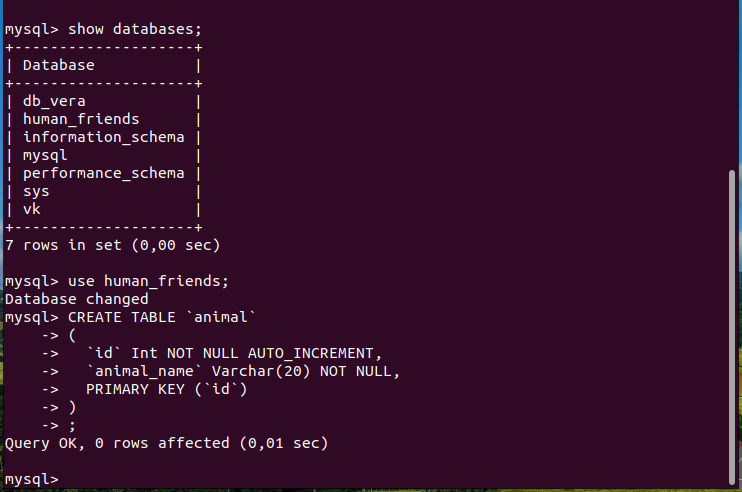 mysql> show databases;
+--------------------+
| Database           |
+--------------------+
| db_vera            |
| human_friends      |
| information_schema |
| mysql              |
| performance_schema |
| sys                |
| vk                 |
+--------------------+
7 rows in set (0,00 sec)
mysql> use human_friends;
Database changed
mysql> CREATE TABLE `animal`
    -> (
    ->   `id` Int NOT NULL AUTO_INCREMENT,
    ->   `animal_name` Varchar(20) NOT NULL,
    ->   PRIMARY KEY (`id`)
    -> )
    -> ;
Query OK, 0 rows affected (0,01 sec)
mysql>